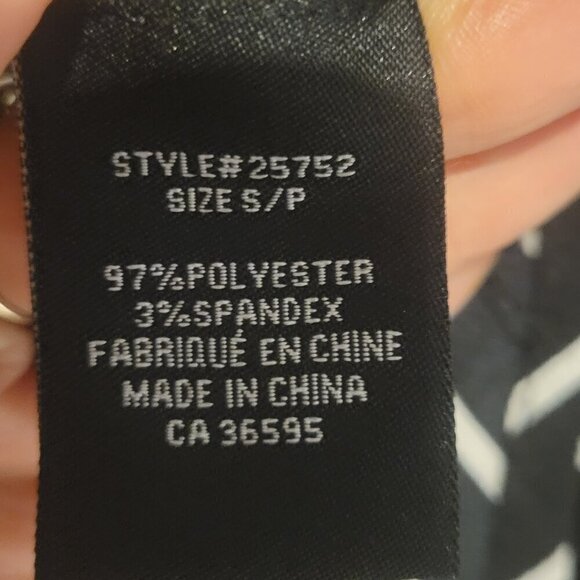 STYLE#25752
SIZE S/P
97%POLYESTER
3%SPANDEX
FABRIQUÉ EN CHINE
MADE IN CHINA
CA 36595